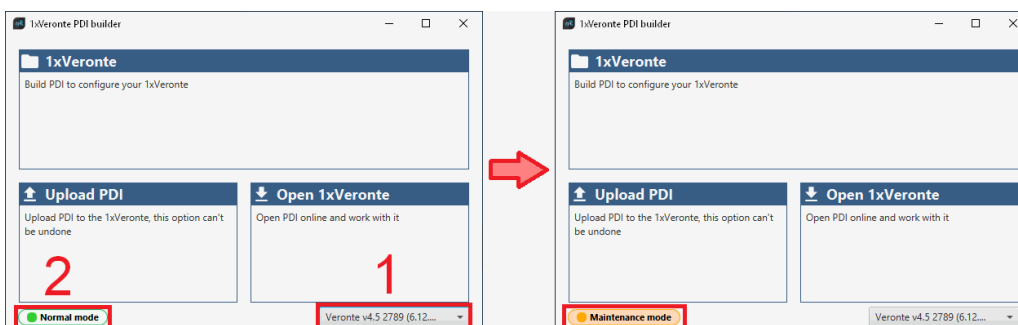 1xVeronte PDI builder
1xVeronte
Build PDI to configure your 1xVeronte
Upload PDI
Upload PDI to the 1xVeronte, this option can't
be undone
Open 1xVeronte
Open PDI online and work with it
2
1
Normal mode
Veronte v4.5 2789 (6.12....
1xVeronte PDI builder
1xVeronte
Build PDI to configure your 1xVeronte
Upload PDI
Upload PDI to the 1xVeronte, this option can't
be undone
Open 1xVeronte
Open PDI online and work with it
Maintenance mode
Veronte v4.5 2789 (6.12....